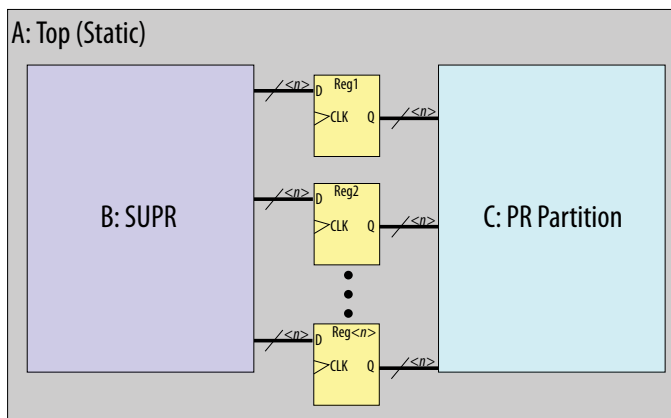 A: Top (Static)
B: SUPR
C: PR Partition
<n>
D
Reg1
CLK
Q
<n>
<n>
D
Reg2
CLK
Q
<n>
<n>
D
Reg<n>
CLK
Q
<n>